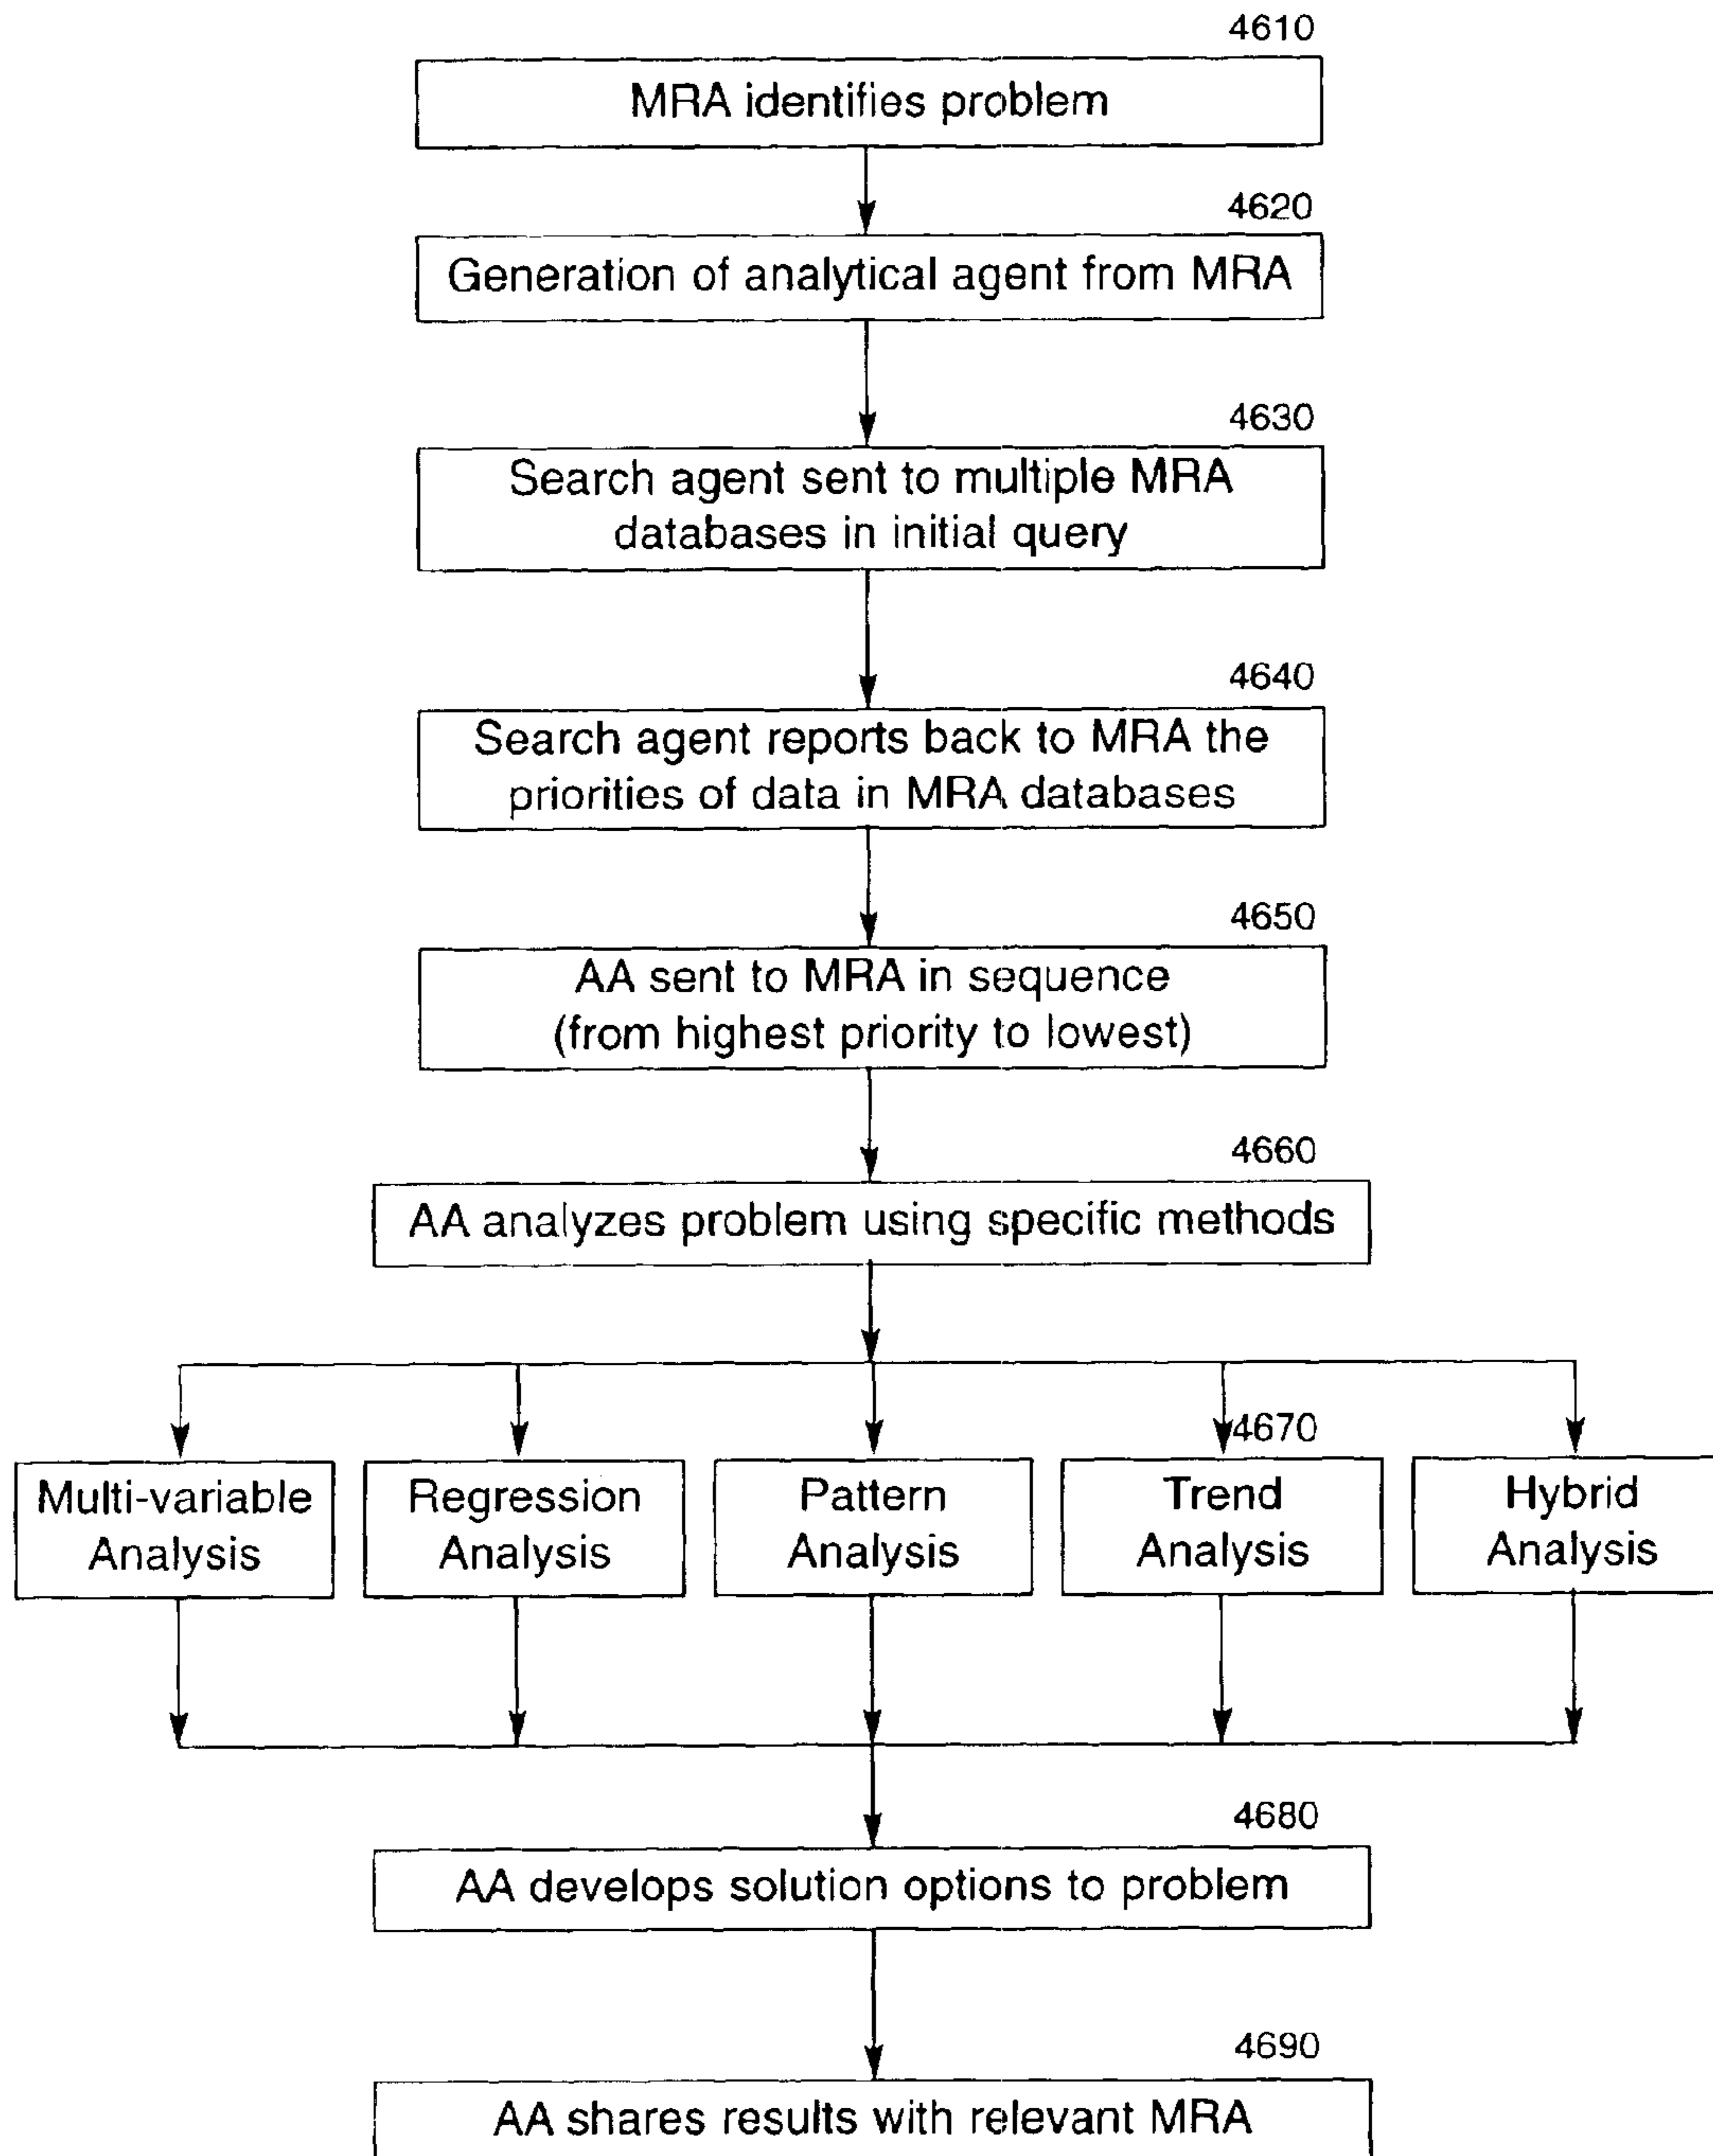 4610
MRA identifies problem
4620
Generation of analytical agent from MRA
4630
Search agent sent to multiple MRA
databases in initial query
4640
Search agent reports back to MRA the
priorities of data in MRA databases
4650
AA sent to MRA in sequence
(from highest priority to lowest)
4660
AA analyzes problem using specific methods
4670
Multi-variable
Analysis
Regression
Analysis
Pattern
Analysis
Trend
Analysis
Hybrid
Analysis
4680
AA develops solution options to problem
4690
AA shares results with relevant MRA